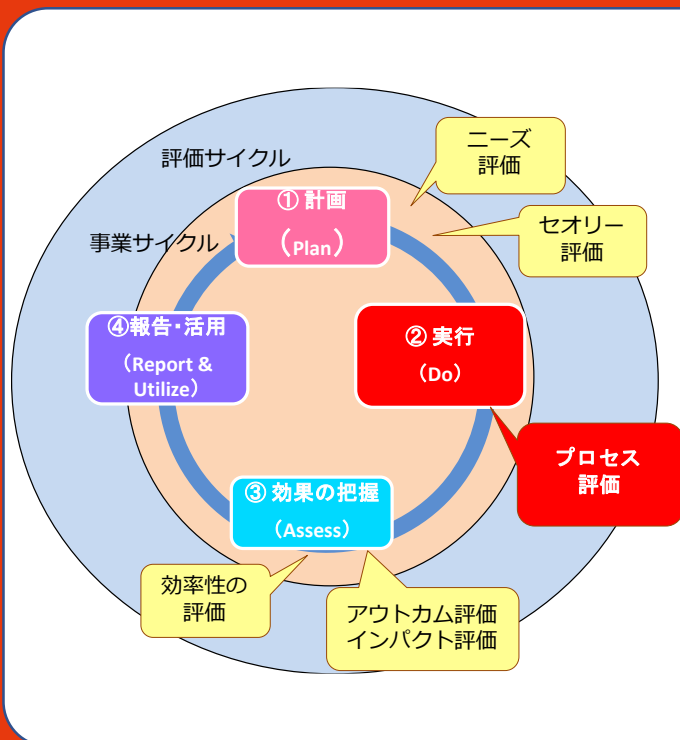 評価サイクル
ニーズ
評価
① 計画
（Plan）
事業サイクル
セオリー
評価
④報告・活用
（Report &
Utilize）
② 実行
（Do）
プロセス
評価
③ 効果の把握
（Assess）
効率性の
評価
アウトカム評価
インパクト評価